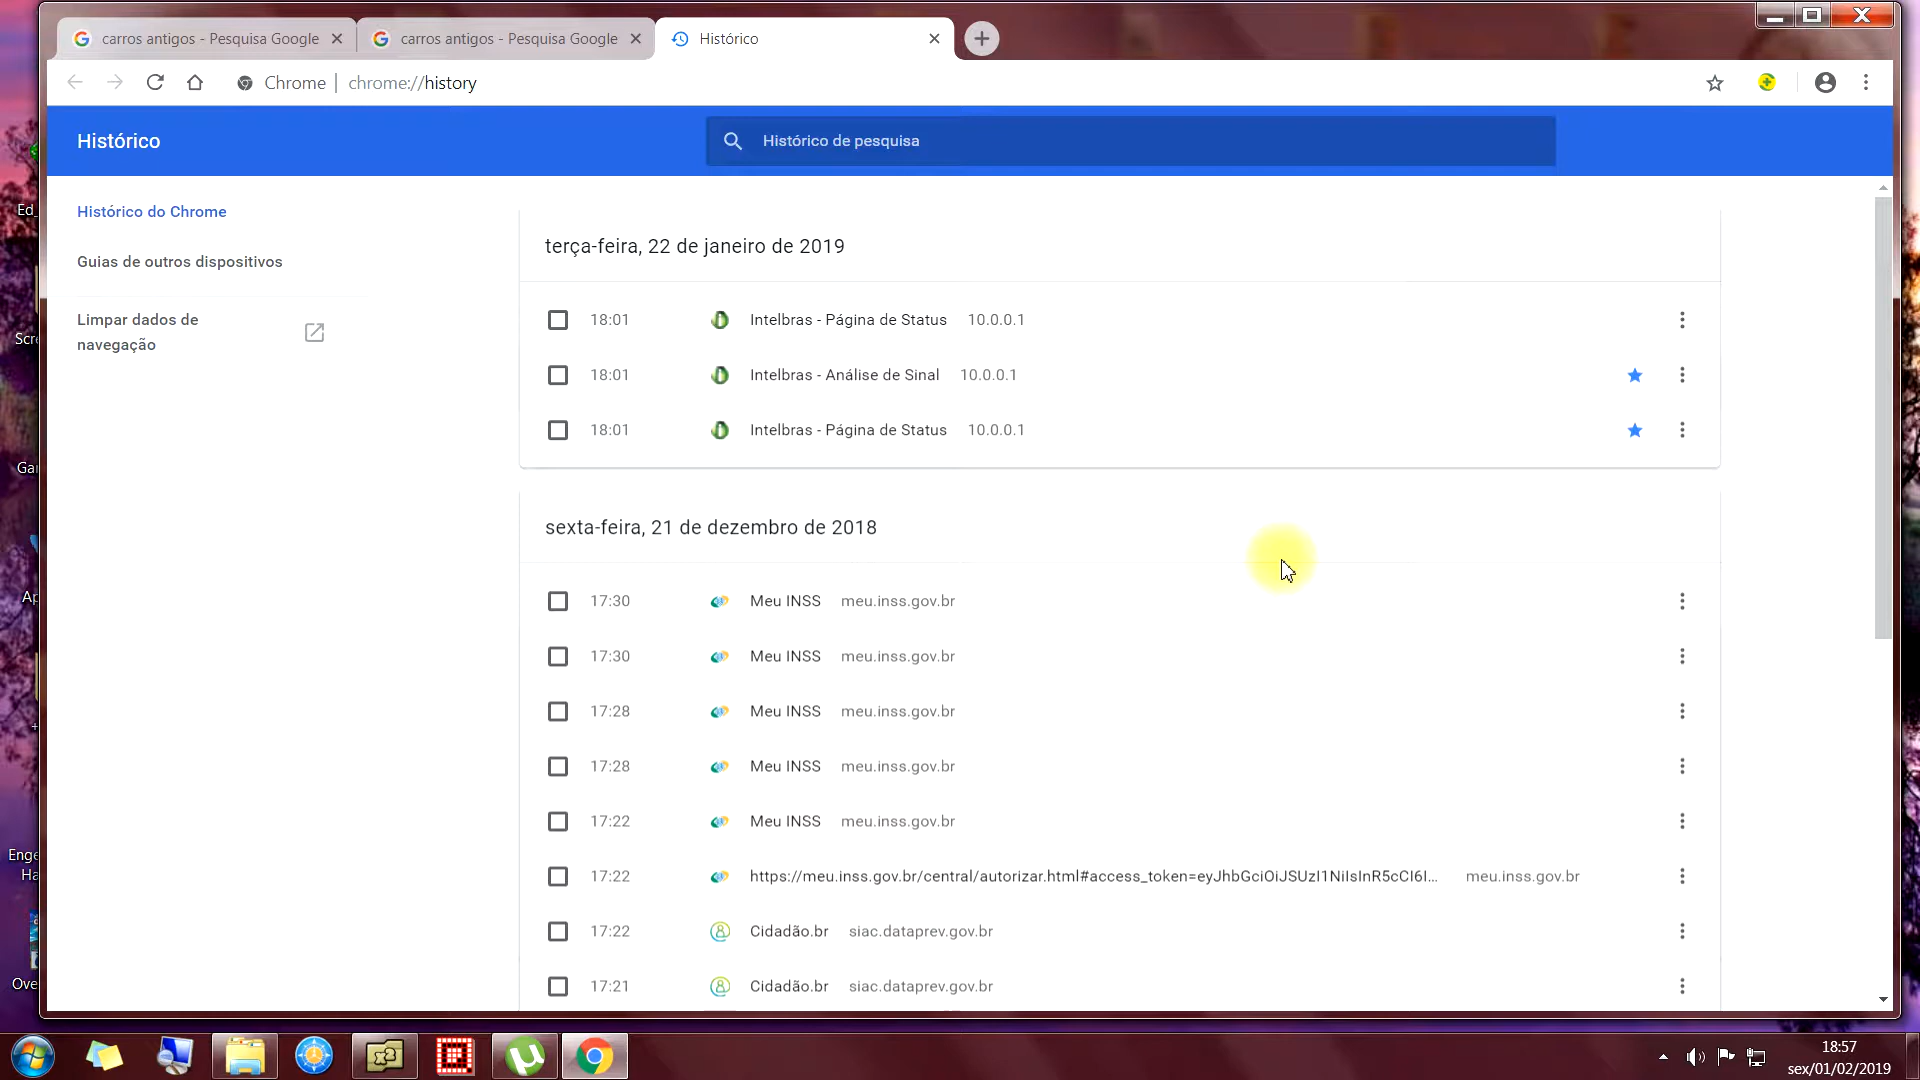 carros antigos - Pesquisa Google
carros antigos - Pesquisa Google
Histórico
Chrome | chrome://history
Histórico
Histórico de pesquisa
Histórico do Chrome
Guias de outros dispositivos
Limpar dados de
navegação
terça-feira, 22 de janeiro de 2019
18:01 Intelbras - Página de Status 10.0.0.1
18:01 Intelbras - Análise de Sinal 10.0.0.1
18:01 Intelbras - Página de Status 10.0.0.1
sexta-feira, 21 de dezembro de 2018
17:30 Meu INSS meu.inss.gov.br
17:30 Meu INSS meu.inss.gov.br
17:28 Meu INSS meu.inss.gov.br
17:28 Meu INSS meu.inss.gov.br
17:22 Meu INSS meu.inss.gov.br
17:22 https://meu.inss.gov.br/central/autorizar.html#access_token=eyJhbGciOiJSUzI1NiIsInR5cCI6I... meu.inss.gov.br
17:22 Cidadão.br siac.dataprev.gov.br
17:21 Cidadão.br siac.dataprev.gov.br
Ed_
Scre
Gar
Ap
Enge
Ha
Ove
18:57
sex/01/02/2019